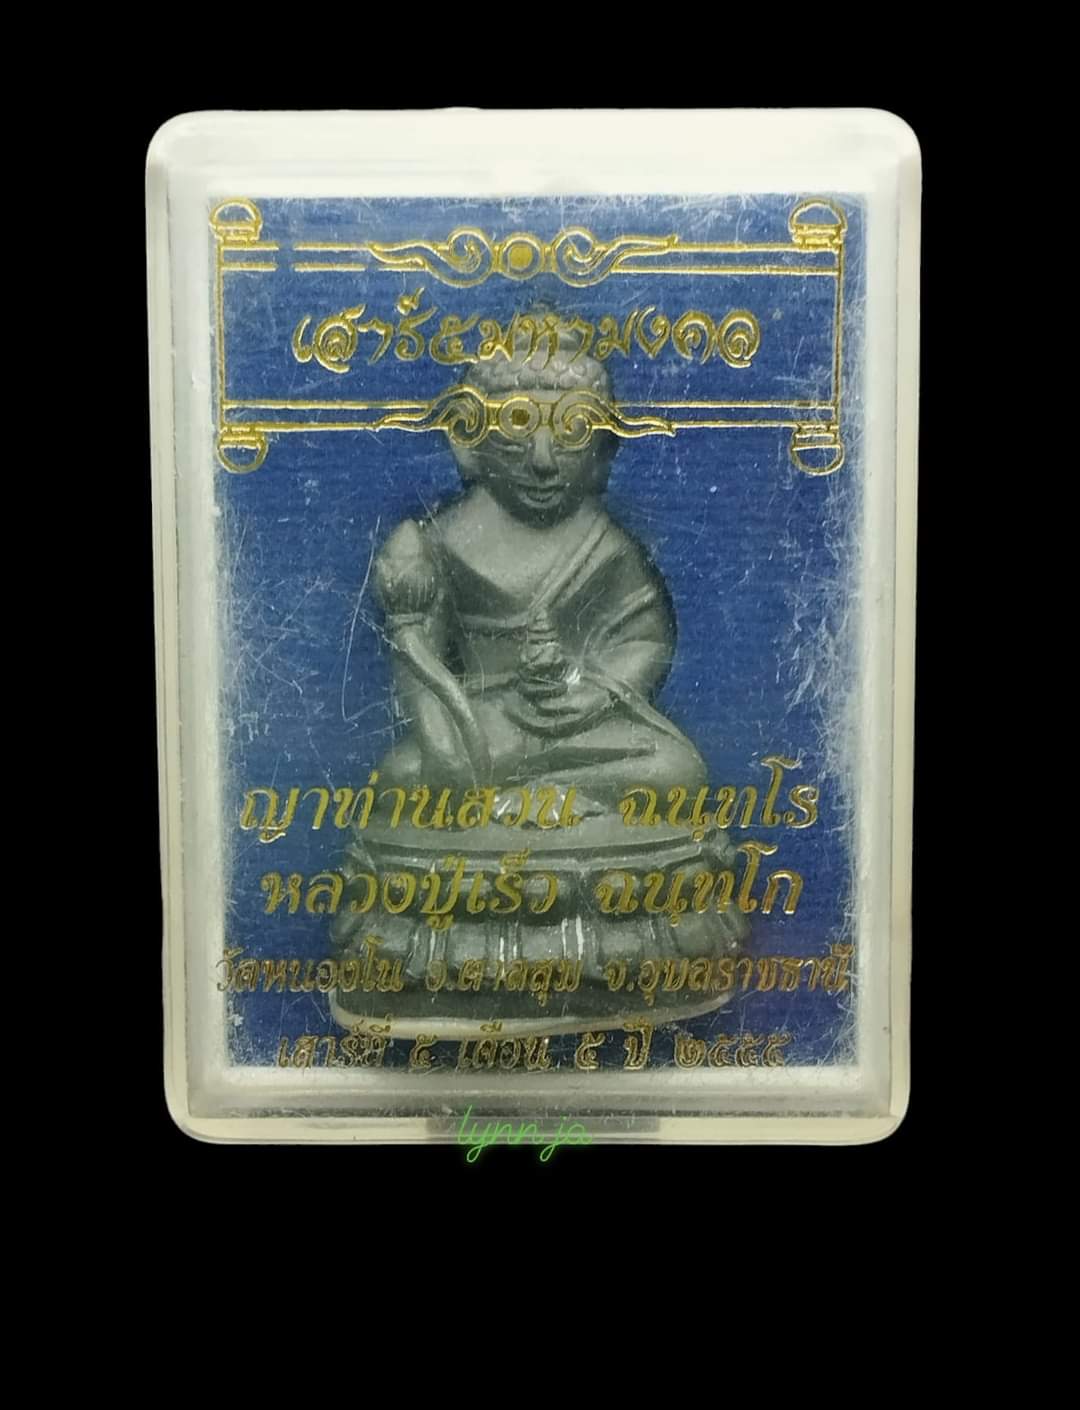 เสาร์๕มหามงคล
ญาท่านสวน ฉนฺทโร
หลวงปู่เร็ว ฉนฺทโก
วัดหนองโน อ.ตาลสุม จ.อุบลราชธานี
เสาร์ที่ ๕ เดือน ๕ ปี ๒๕๕๕
lynn ja